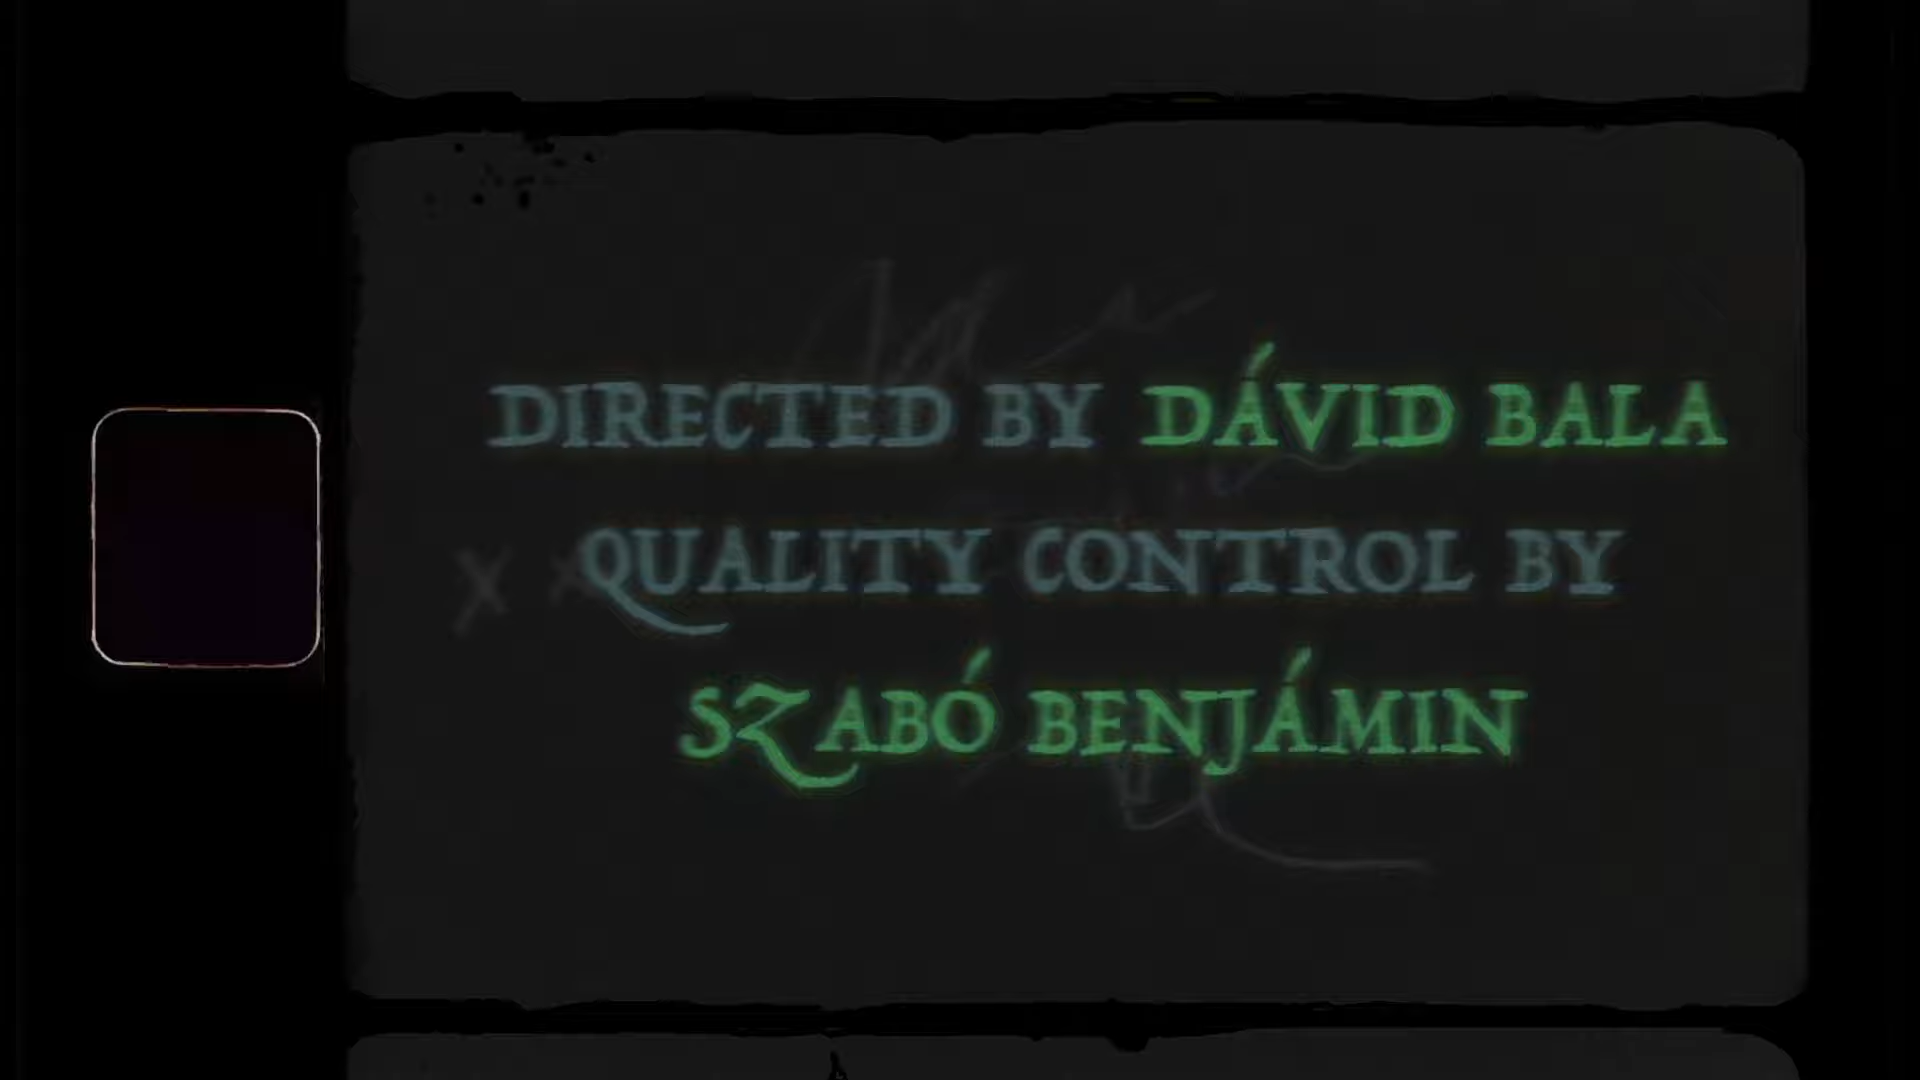 DIRECTED BY DÁVID BALA
QUALITY CONTROL BY
SZABÓ BENJÁMIN